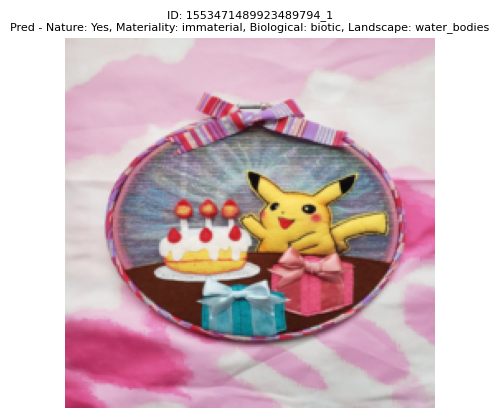 ID: 1553471489923489794_1
Pred - Nature: Yes, Materiality: immaterial, Biological: biotic, Landscape: water_bodies